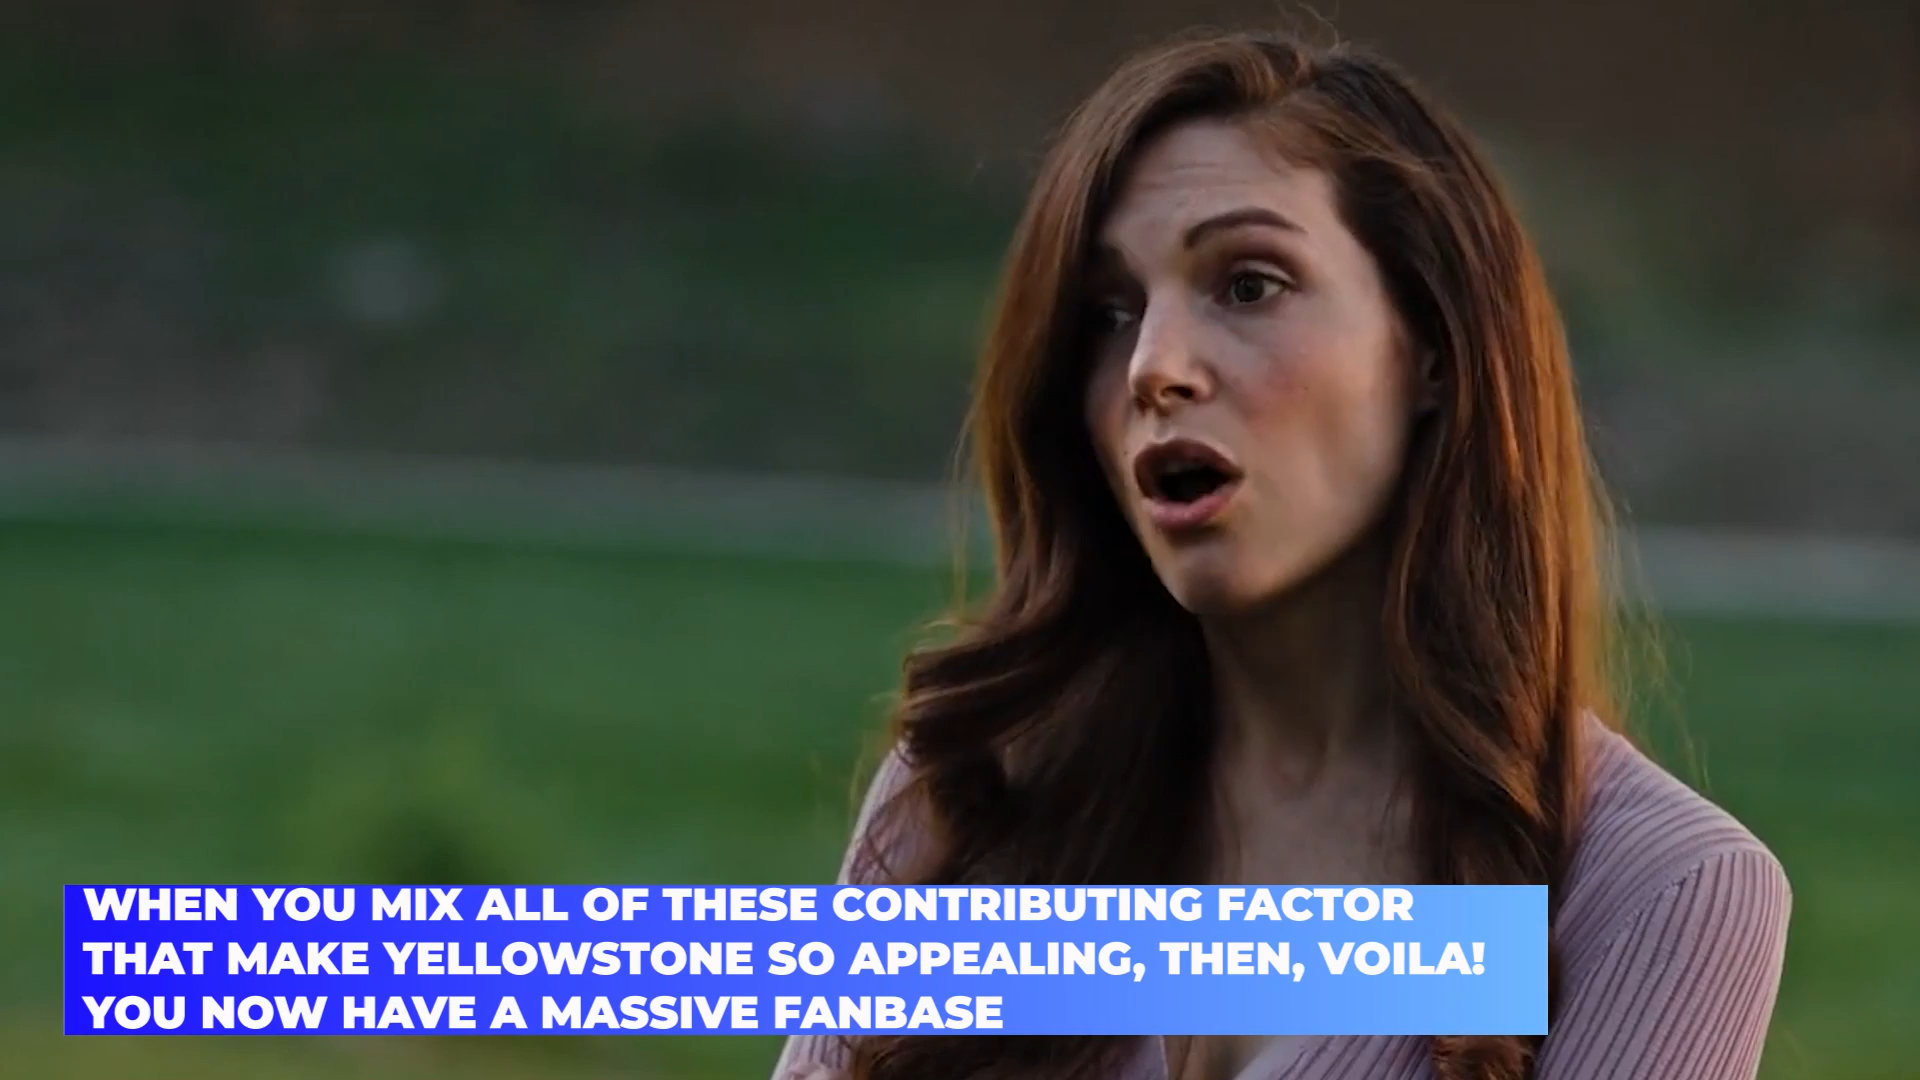 WHEN YOU MIX ALL OF THESE CONTRIBUTING FACTOR
THAT MAKE YELLOWSTONE SO APPEALING, THEN, VOILA!
YOU NOW HAVE A MASSIVE FANBASE